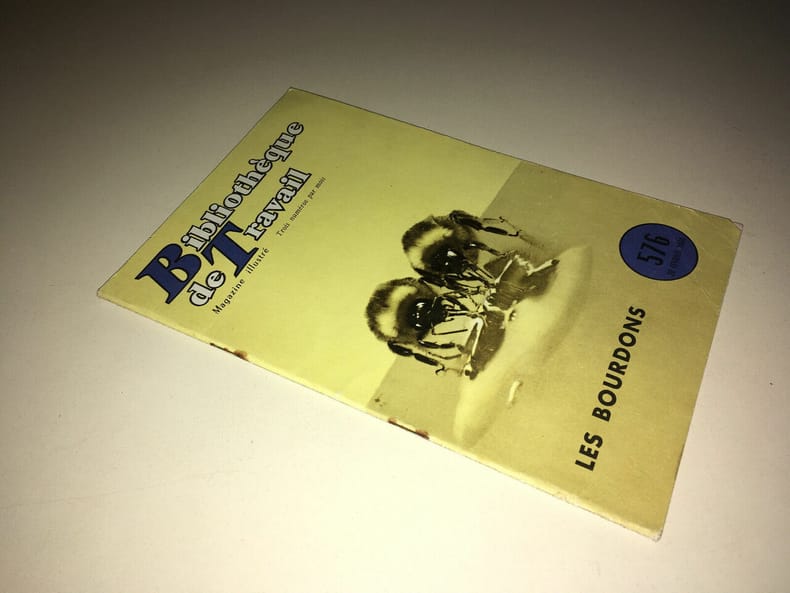 Bibliothèque
de Travail
Magazine illustré Trois numéros par mois
576
LES BOURDONS